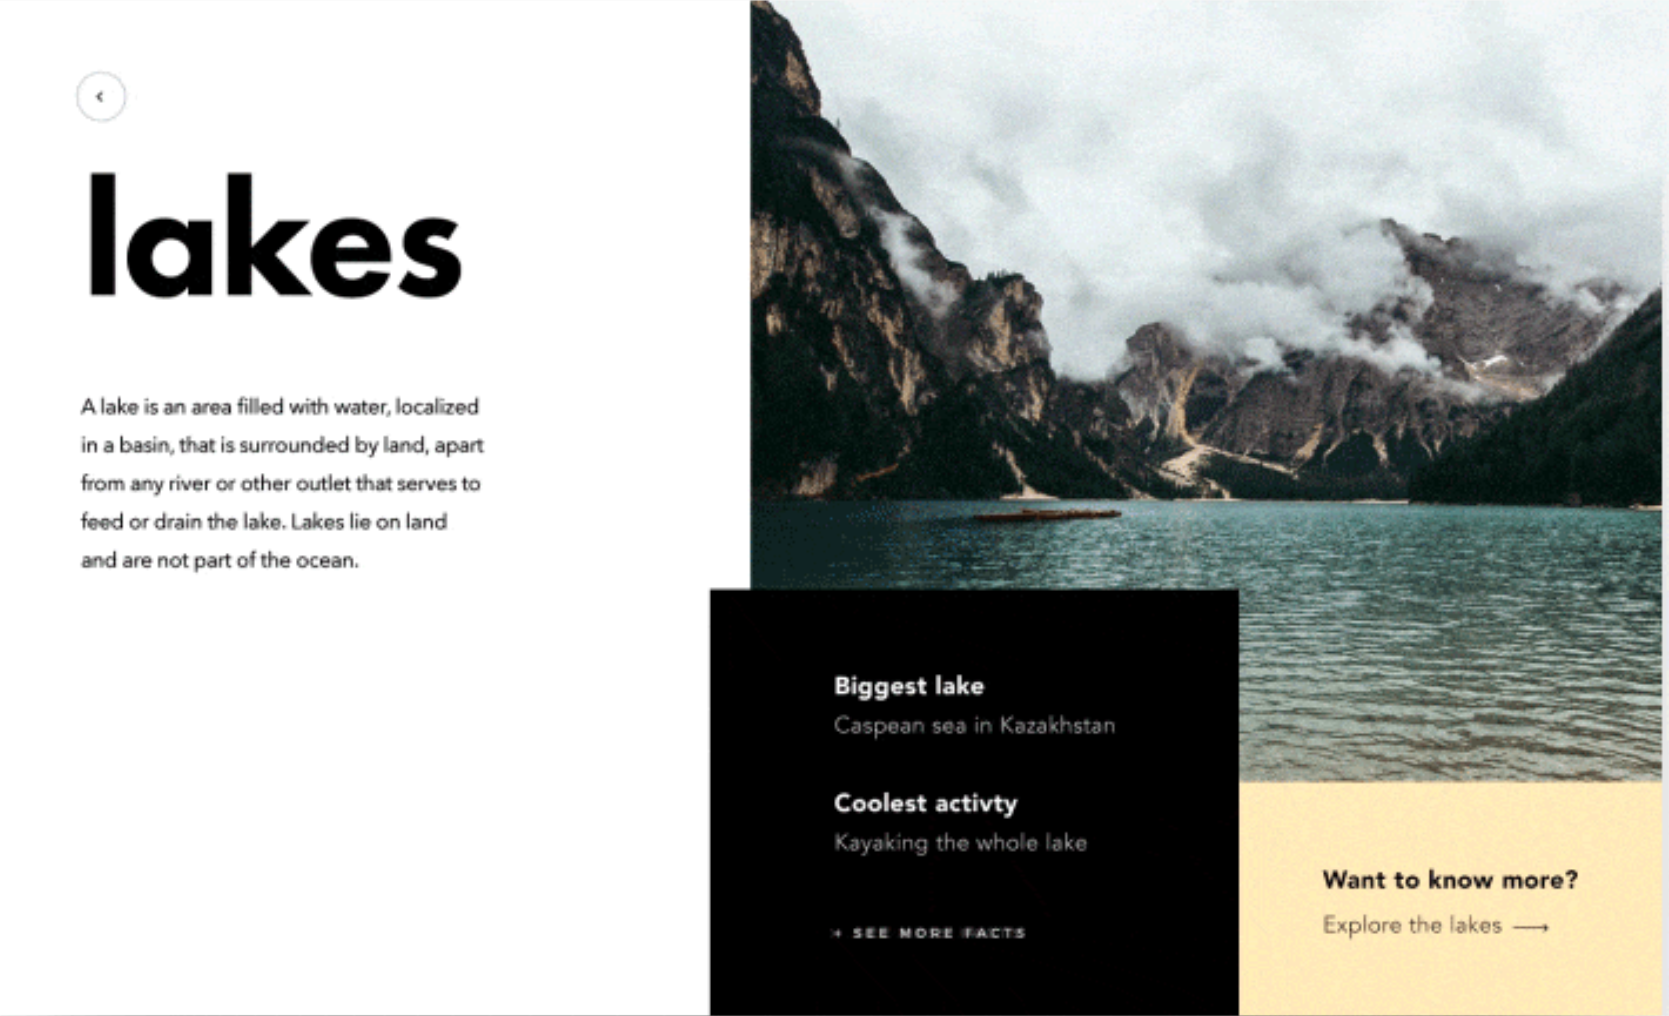 lakes
A lake is an area filled with water, localized
in a basin, that is surrounded by land, apart
from any river or other outlet that serves to
feed or drain the lake. Lakes lie on land
and are not part of the ocean.
Biggest lake
Caspean sea in Kazakhstan
Coolest activty
Kayaking the whole lake
+ SEE MORE FACTS
Want to know more?
Explore the lakes ⟶